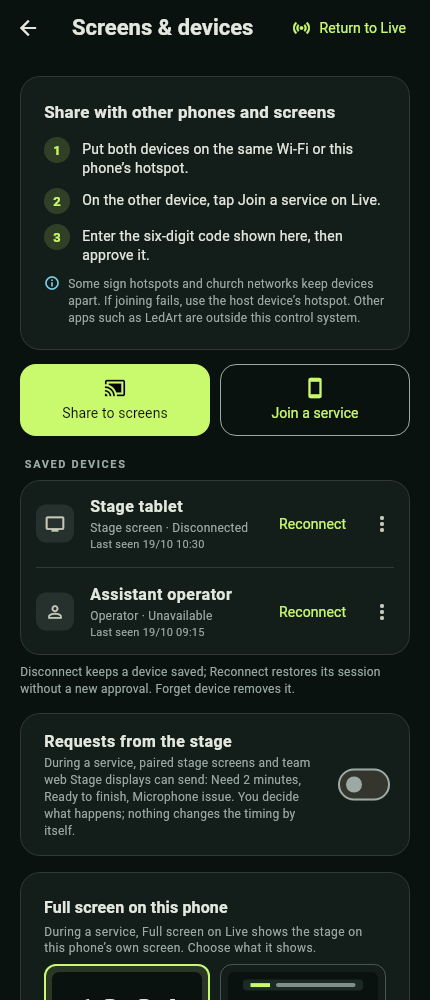 Screens & devices
Return to Live
Share with other phones and screens
1 Put both devices on the same Wi-Fi or this
phone’s hotspot.
2 On the other device, tap Join a service on Live.
3 Enter the six-digit code shown here, then
approve it.
Some sign hotspots and church networks keep devices
apart. If joining fails, use the host device’s hotspot. Other
apps such as LedArt are outside this control system.
Share to screens
Join a service
SAVED DEVICES
Stage tablet
Stage screen · Disconnected
Last seen 19/10 10:30
Reconnect
Assistant operator
Operator · Unavailable
Last seen 19/10 09:15
Reconnect
Disconnect keeps a device saved; Reconnect restores its session
without a new approval. Forget device removes it.
Requests from the stage
During a service, paired stage screens and team
web Stage displays can send: Need 2 minutes,
Ready to finish, Microphone issue. You decide
what happens; nothing changes the timing by
itself.
Full screen on this phone
During a service, Full screen on Live shows the stage on
this phone’s own screen. Choose what it shows.